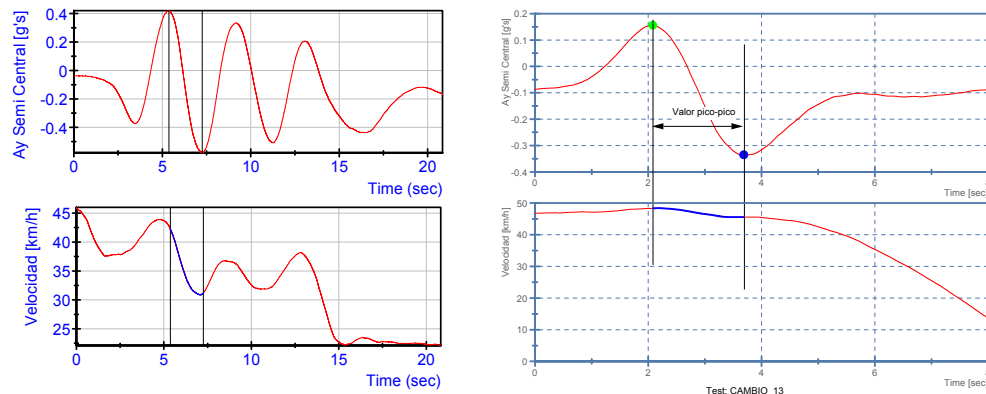 Ay Semi Central [g's]
0.4
0.2
0
-0.2
-0.4
0 5 10 15 20
Time (sec)
Velocidad [km/h]
45
40
35
30
25
0 5 10 15 20
Time (sec)
Ay Semi Central [g's]
0.2
0.1
0
-0.1
-0.2
-0.3
-0.4
Valor pico-pico
0 2 4 6 8
Time [sec]
Velocidad [km/h]
50
40
30
20
10
0
0 2 4 6 8
Time [sec]
Test: CAMBIO_13